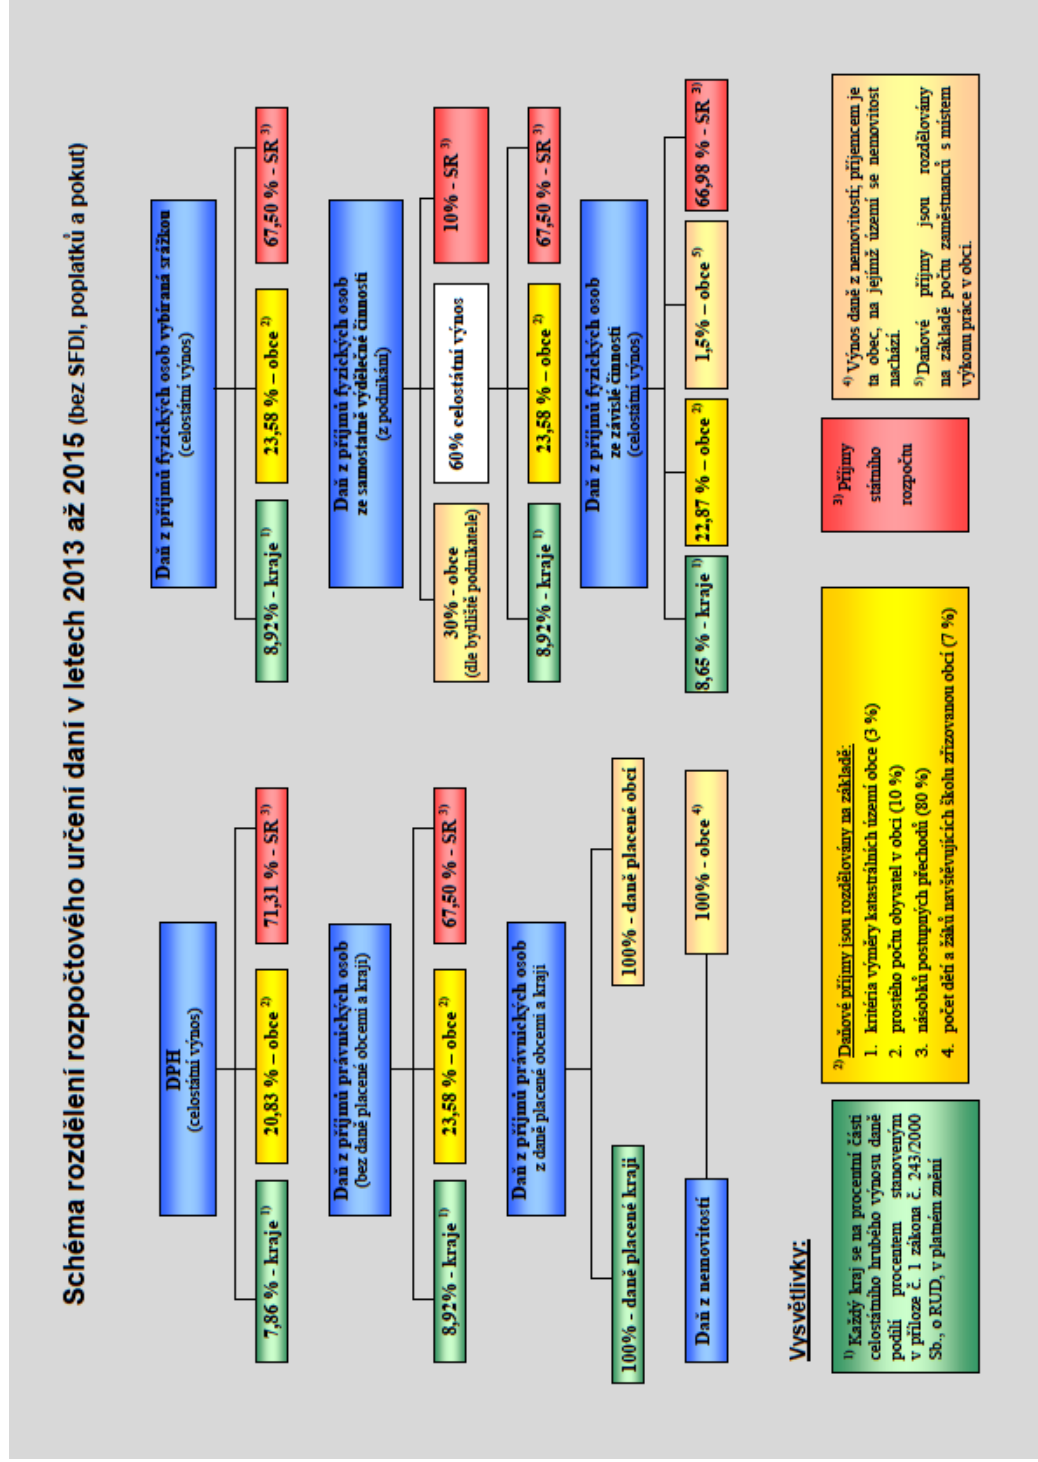 Schéma rozdělení rozpočtového určení daní v letech 2013 až 2015 (bez SFDI, poplatků a pokut)
DPH
(celostátní výnos)
7,86 % - kraje 1)
20,83 % – obce 2)
71,31 % - SR 3)
Daň z příjmů právnických osob
(bez daně placené obcemi a kraji)
8,92% - kraje 1)
23,58 % – obce 2)
67,50 % - SR 3)
Daň z příjmů právnických osob
z daně placené obcemi a kraji
100% - daně placené kraji
100% - daně placené obcí
Daň z nemovitostí
100% - obce 4)
Daň z příjmů fyzických osob vybíraná srážkou
(celostátní výnos)
8,92% - kraje 1)
23,58 % – obce 2)
67,50 % - SR 3)
Daň z příjmů fyzických osob
ze samostatně výdělečné činnosti
(z podnikání)
30% - obce
(dle bydliště podnikatele)
60% celostátní výnos
10% - SR 3)
8,92% - kraje 1)
23,58 % – obce 2)
67,50 % - SR 3)
Daň z příjmů fyzických osob
ze závislé činnosti
(celostátní výnos)
8,65 % - kraje 1)
22,87 % – obce 2)
1,5% – obce 5)
66,98 % - SR 3)
Vysvětlivky:
1) Každý kraj se na procentní části
celostátního hrubého výnosu daně
podílí procentem stanoveným
v příloze č. 1 zákona č. 243/2000
Sb., o RUD, v platném znění
2) Daňové příjmy jsou rozdělovány na základě:
1. kritéria výměry katastrálních území obce (3 %)
2. prostého počtu obyvatel v obci (10 %)
3. násobků postupných přechodů (80 %)
4. počet dětí a žáků navštěvujících školu zřizovanou obcí (7 %)
3) Příjmy
státního
rozpočtu
4) Výnos daně z nemovitostí; příjemcem je
ta obec, na jejímž území se nemovitost
nachází.
5) Daňové příjmy jsou rozdělovány
na základě počtu zaměstnanců s místem
výkonu práce v obci.